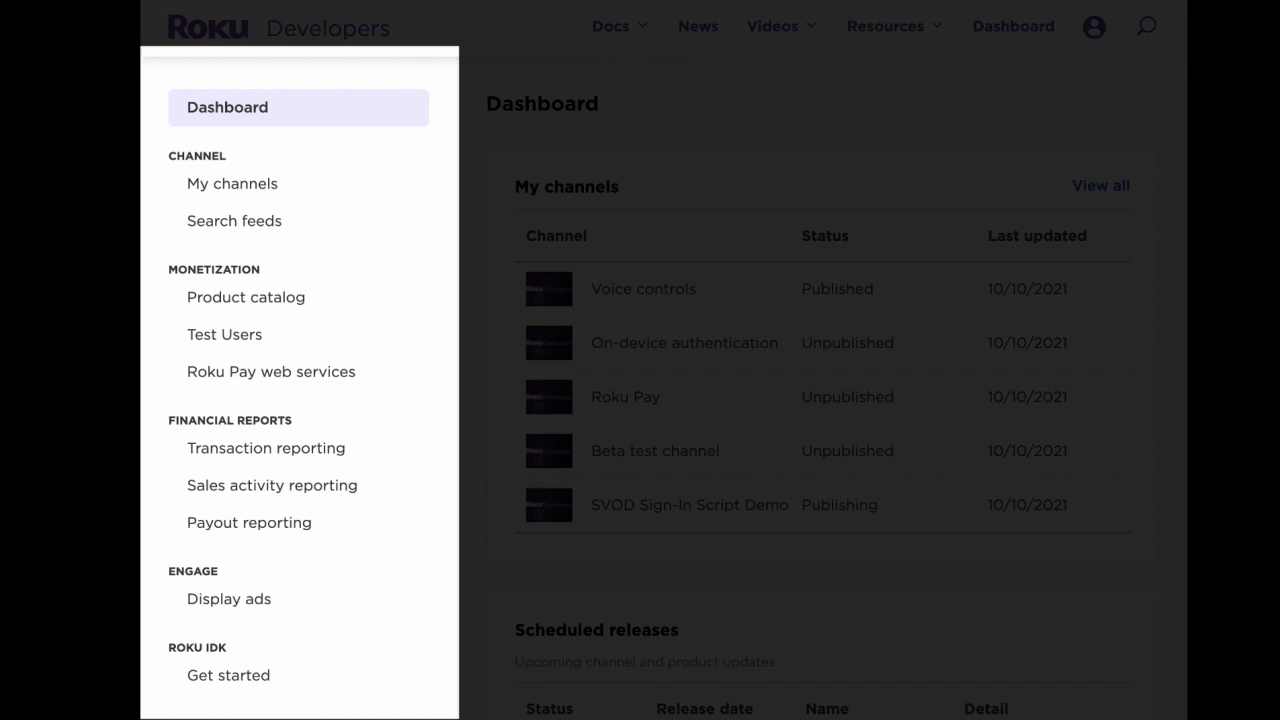 Roku Developers
Docs News Videos Resources Dashboard
Dashboard
CHANNEL
My channels
Search feeds
MONETIZATION
Product catalog
Test Users
Roku Pay web services
FINANCIAL REPORTS
Transaction reporting
Sales activity reporting
Payout reporting
ENGAGE
Display ads
ROKU IDK
Get started
Dashboard
My channels View all
Channel Status Last updated
Voice controls Published 10/10/2021
On-device authentication Unpublished 10/10/2021
Roku Pay Unpublished 10/10/2021
Beta test channel Unpublished 10/10/2021
SVOD Sign-In Script Demo Publishing 10/10/2021
Scheduled releases
Upcoming channel and product updates
Status Release date Name Detail